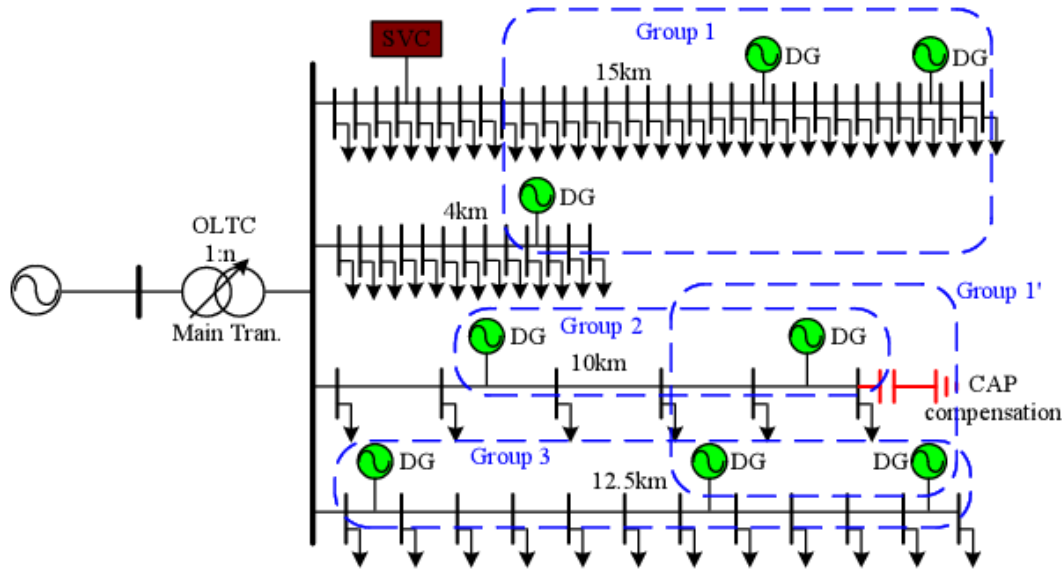 SVC
Group 1
DG
DG
15km
DG
4km
OLTC
1:n
Main Tran.
Group 1'
Group 2
DG
DG
10km
CAP
compensation
Group 3
DG
DG
DG
12.5km